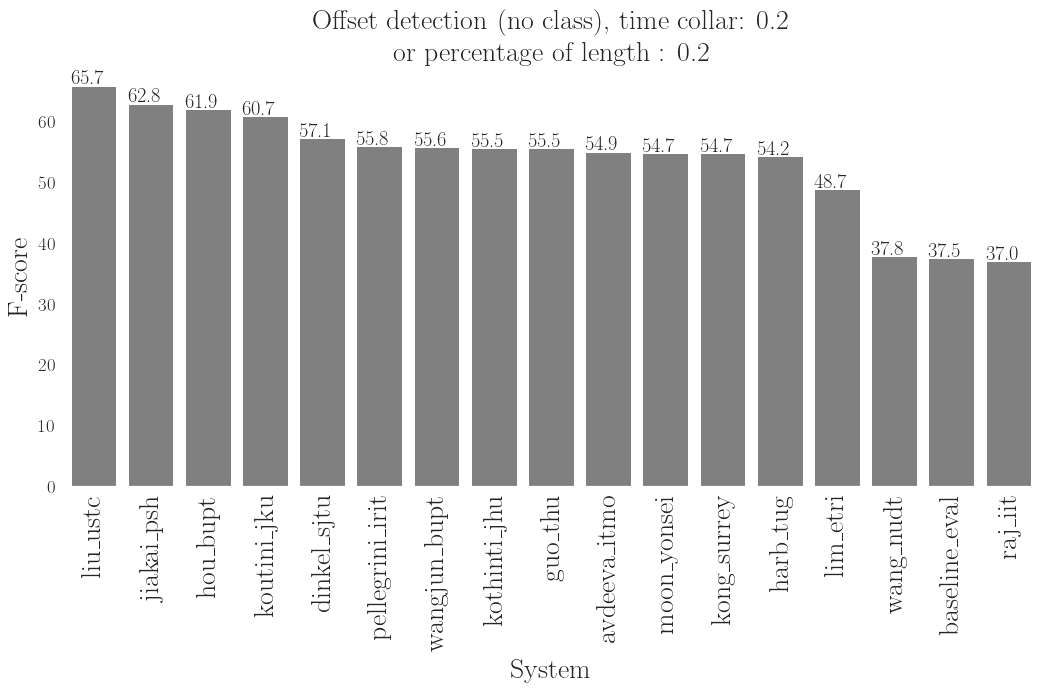 Offset detection (no class), time collar: 0.2
or percentage of length : 0.2
65.7
62.8
61.9
60.7
57.1
55.8
55.6
55.5
55.5
54.9
54.7
54.7
54.2
48.7
37.8
37.5
37.0
60
50
40
30
20
10
0
F-score
liu_ustc
jiakai_psh
hou_bupt
koutini_jku
dinkel_sjtu
pellegrini_irit
wangjun_bupt
kothinti_jhu
guo_thu
avdeeva_itmo
moon_yonsei
kong_surrey
harb_tug
lim_etri
wang_nudt
baseline_eval
raj_iit
System